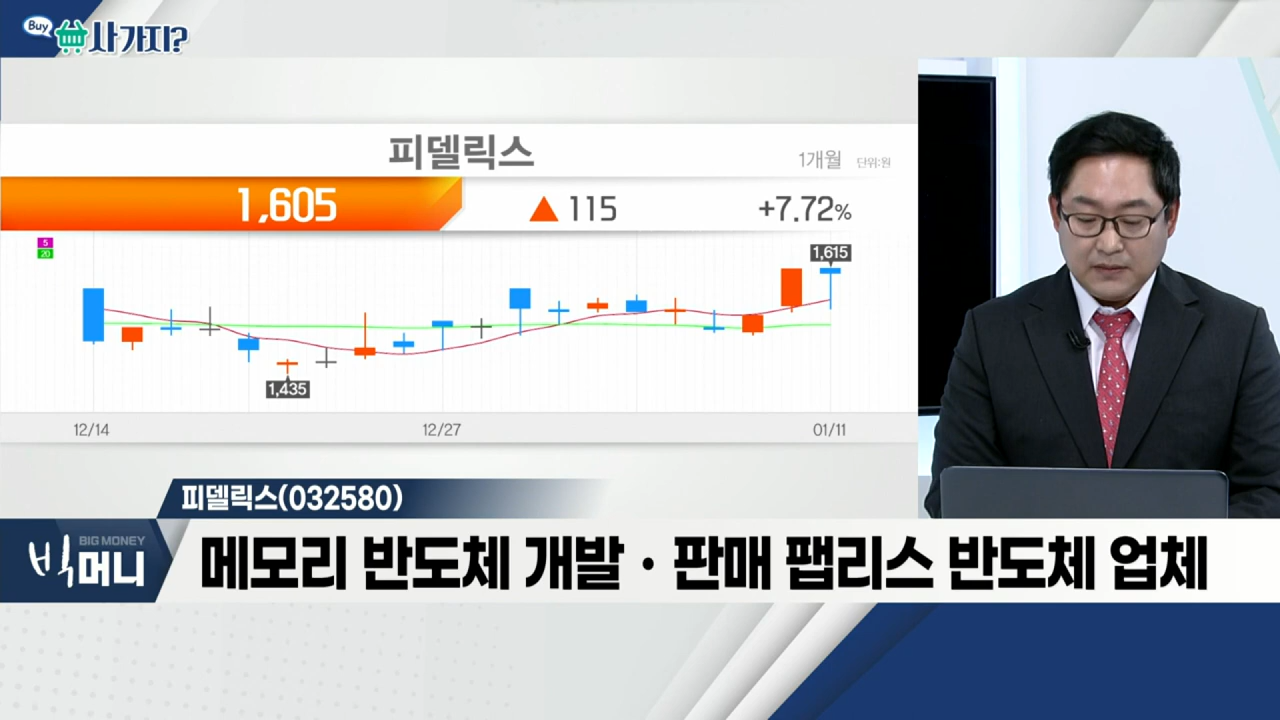 Buy
사가지?
피델릭스
1개월 단위:원
1,605 ▲ 115 +7.72%
5
20
1,615
1,435
12/14 12/27 01/11
피델릭스(032580)
BIG MONEY
빅머니
메모리 반도체 개발·판매 팹리스 반도체 업체